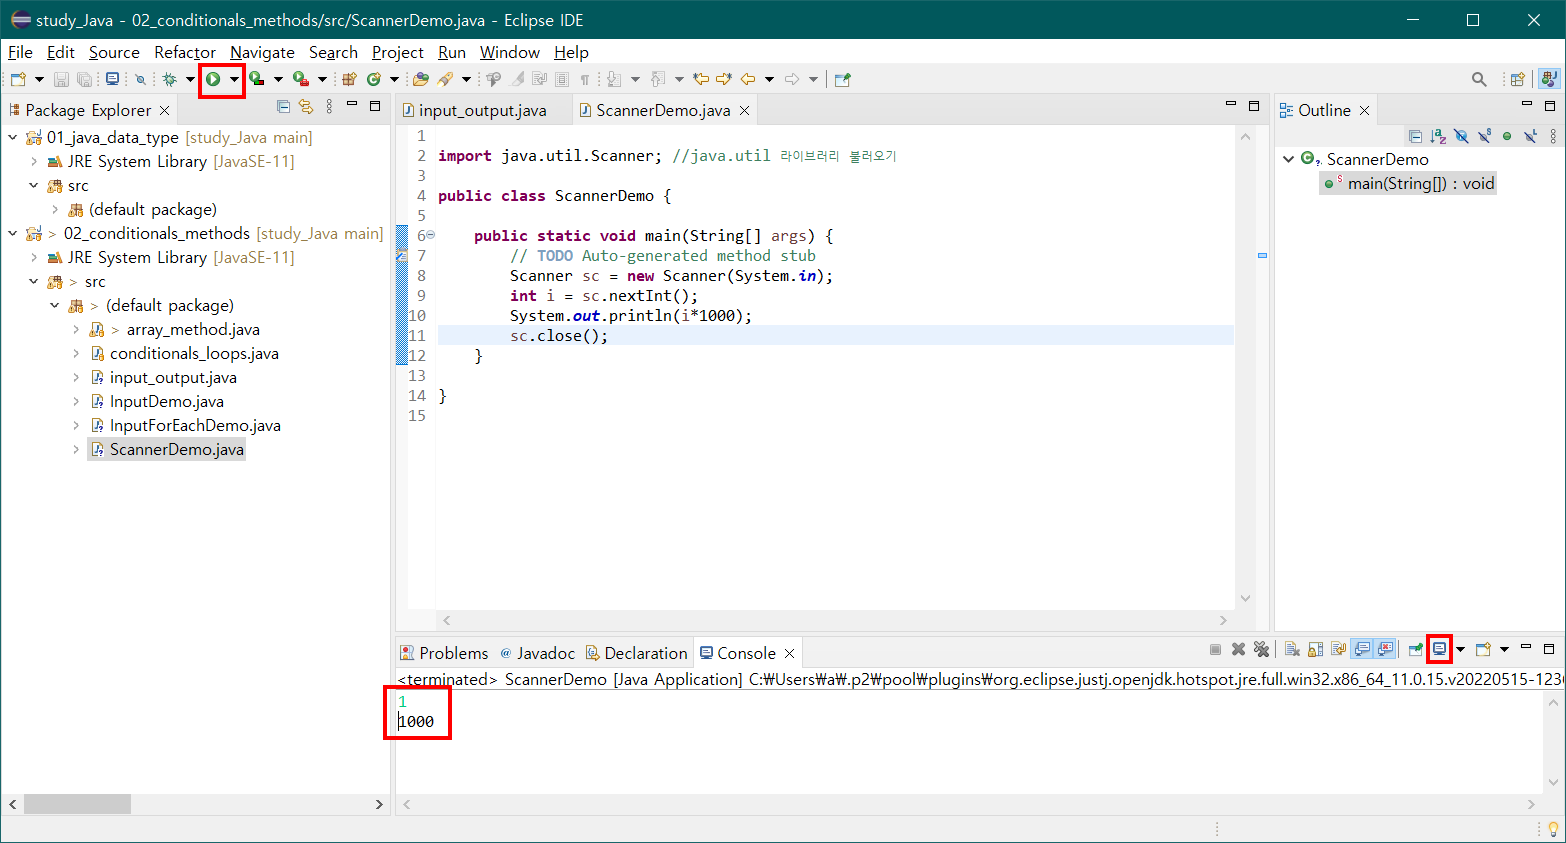 study_Java - 02_conditionals_methods/src/ScannerDemo.java - Eclipse IDE
File Edit Source Refactor Navigate Search Project Run Window Help
Package Explorer
01_java_data_type [study_Java main]
JRE System Library [JavaSE-11]
src
(default package)
> 02_conditionals_methods [study_Java main]
JRE System Library [JavaSE-11]
> src
> (default package)
> array_method.java
conditionals_loops.java
input_output.java
InputDemo.java
InputForEachDemo.java
ScannerDemo.java
input_output.java ScannerDemo.java
1
2 import java.util.Scanner; //java.util 라이브러리 불러오기
3
4 public class ScannerDemo {
5
6 public static void main(String[] args) {
7 // TODO Auto-generated method stub
8 Scanner sc = new Scanner(System.in);
9 int i = sc.nextInt();
10 System.out.println(i*1000);
11 sc.close();
12 }
13
14 }
15
Outline
ScannerDemo
main(String[]) : void
Problems @ Javadoc Declaration Console
<terminated> ScannerDemo [Java Application] C:₩Users₩a₩.p2₩pool₩plugins₩org.eclipse.justj.openjdk.hotspot.jre.full.win32.x86_64_11.0.15.v20220515-123
1
1000